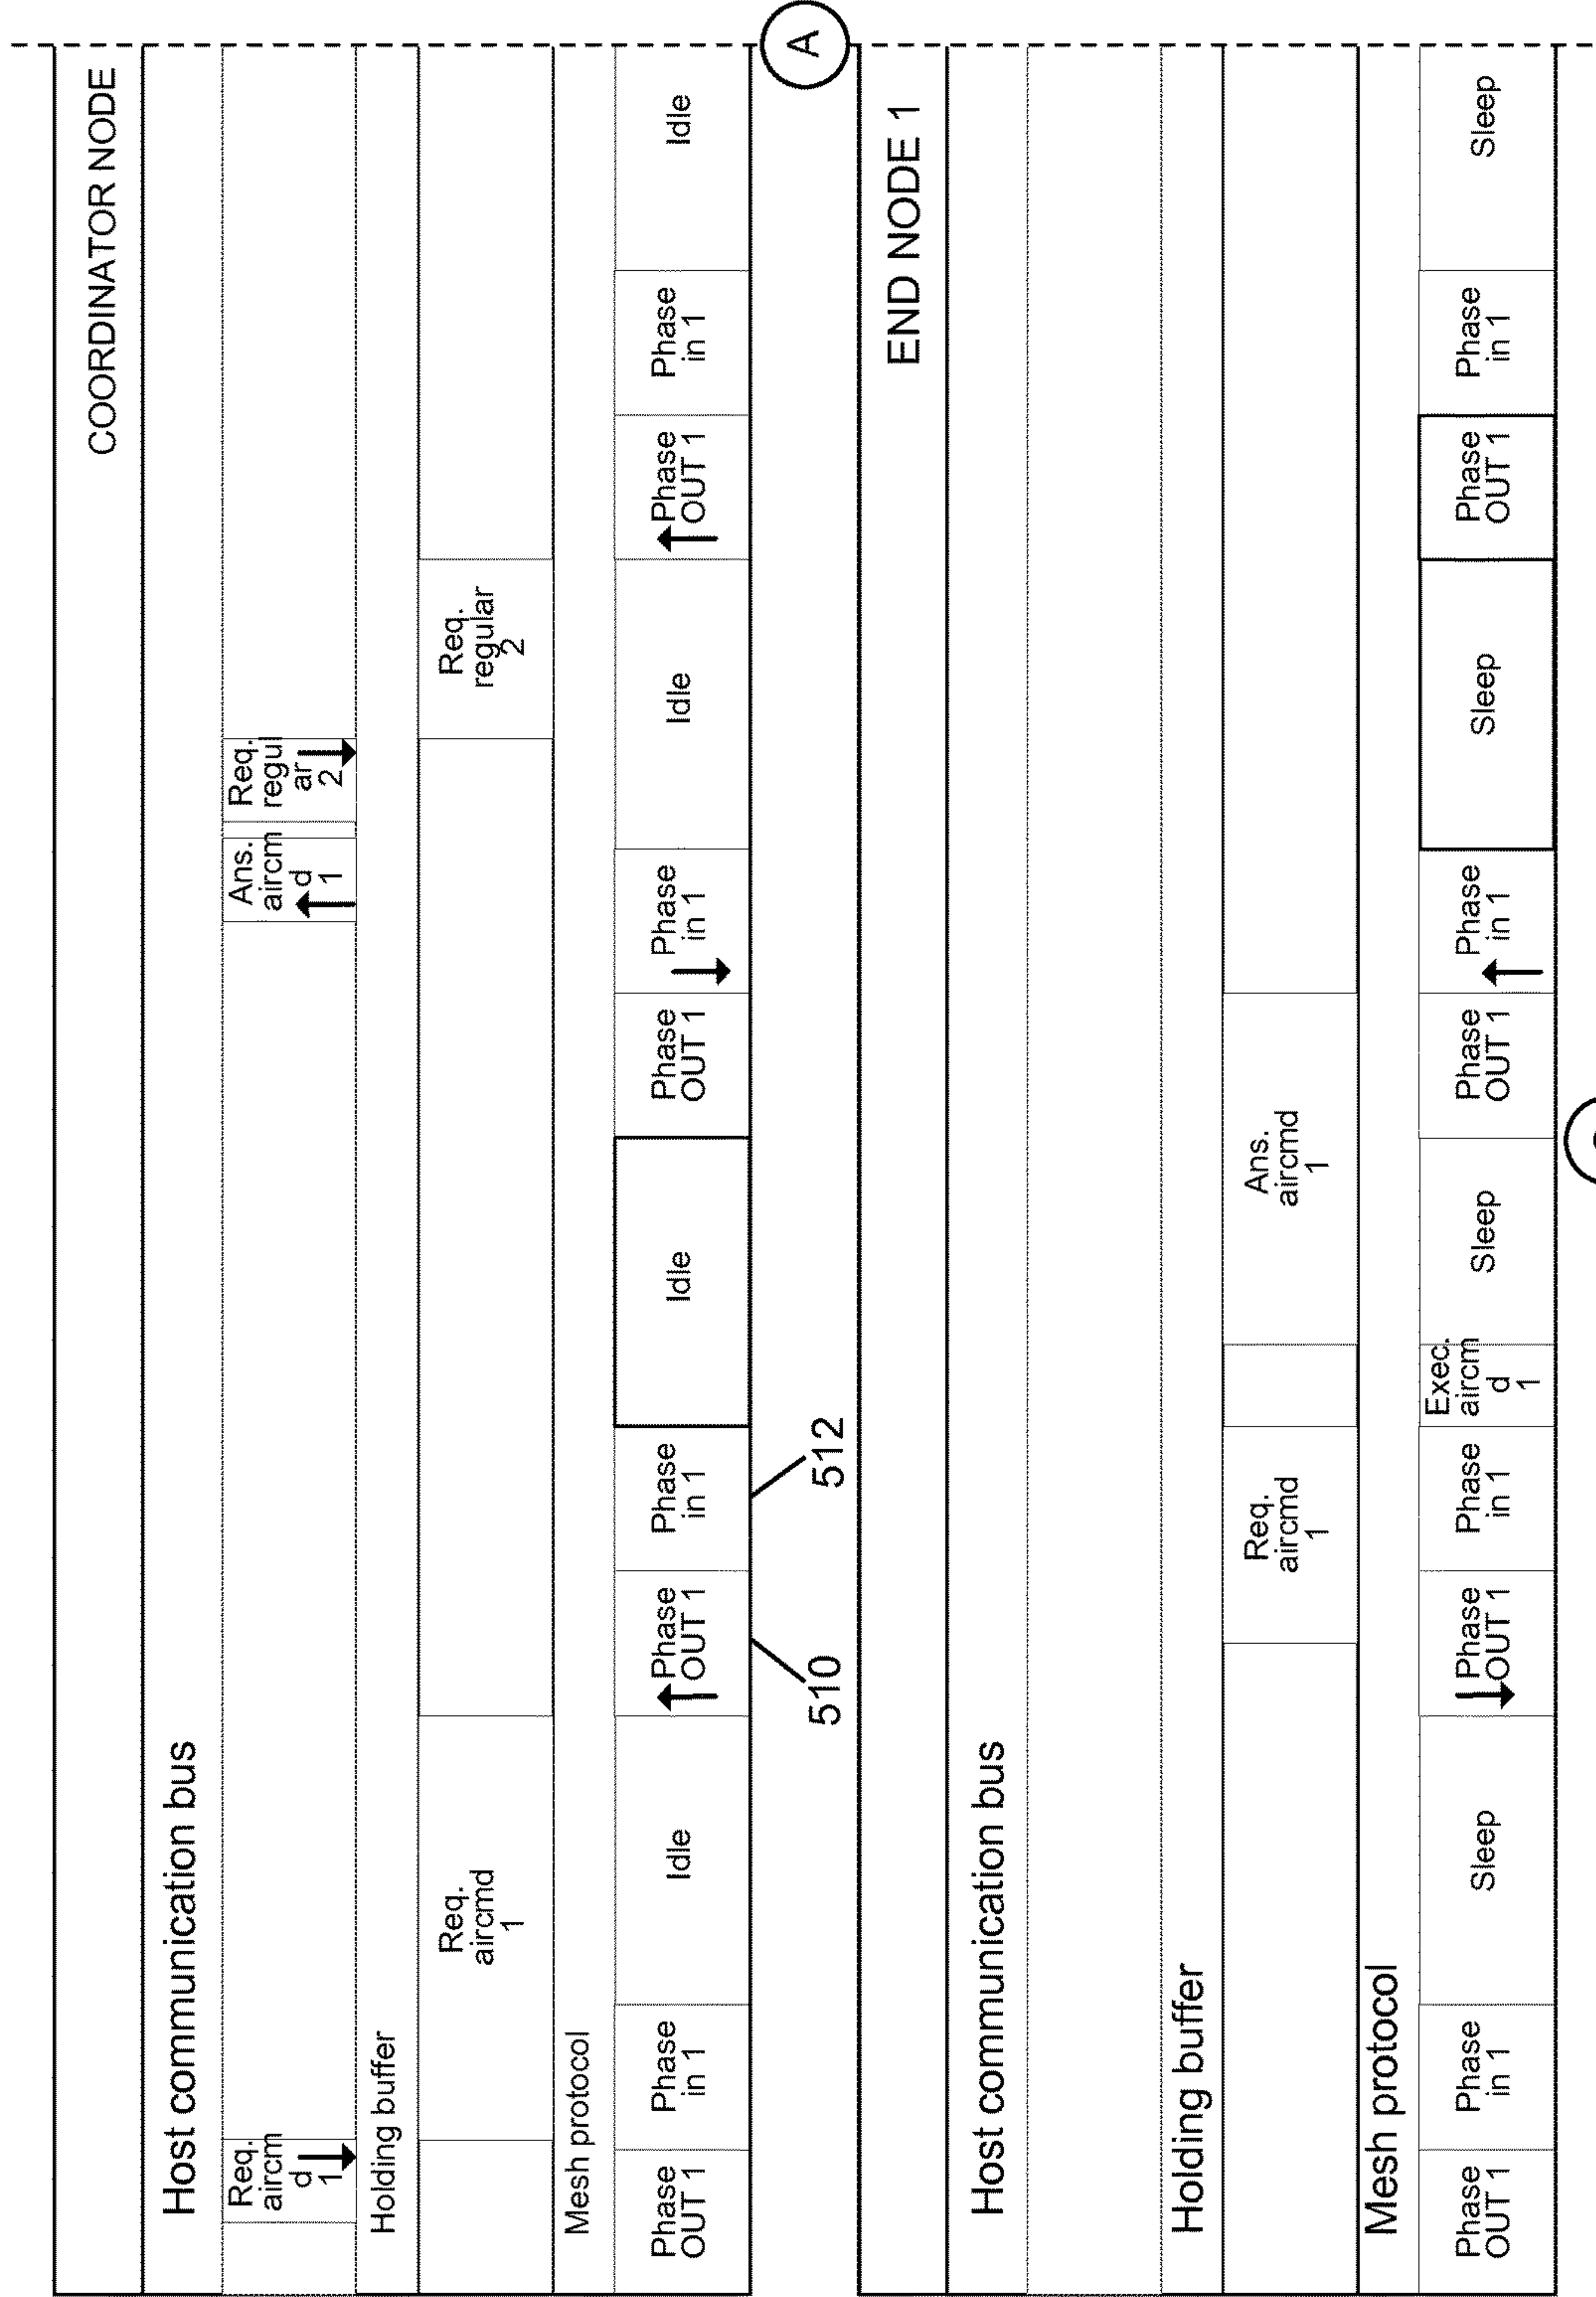 COORDINATOR NODE
Host communication bus
Req.
aircm
d
1
Ans.
aircm
d
1
Req.
regul
ar
2
Holding buffer
Req.
aircmd
1
Req.
regular
2
Mesh protocol
Phase
OUT 1
Phase
in 1
Idle
Phase
OUT 1
Phase
in 1
Idle
Phase
OUT 1
Phase
in 1
Idle
Phase
OUT 1
Phase
in 1
Idle
510
512
A
END NODE 1
Host communication bus
Holding buffer
Req.
aircmd
1
Ans.
aircmd
1
Mesh protocol
Phase
OUT 1
Phase
in 1
Sleep
Phase
OUT 1
Phase
in 1
Exec.
aircm
d
1
Sleep
Phase
OUT 1
Phase
in 1
Sleep
Phase
OUT 1
Phase
in 1
Sleep